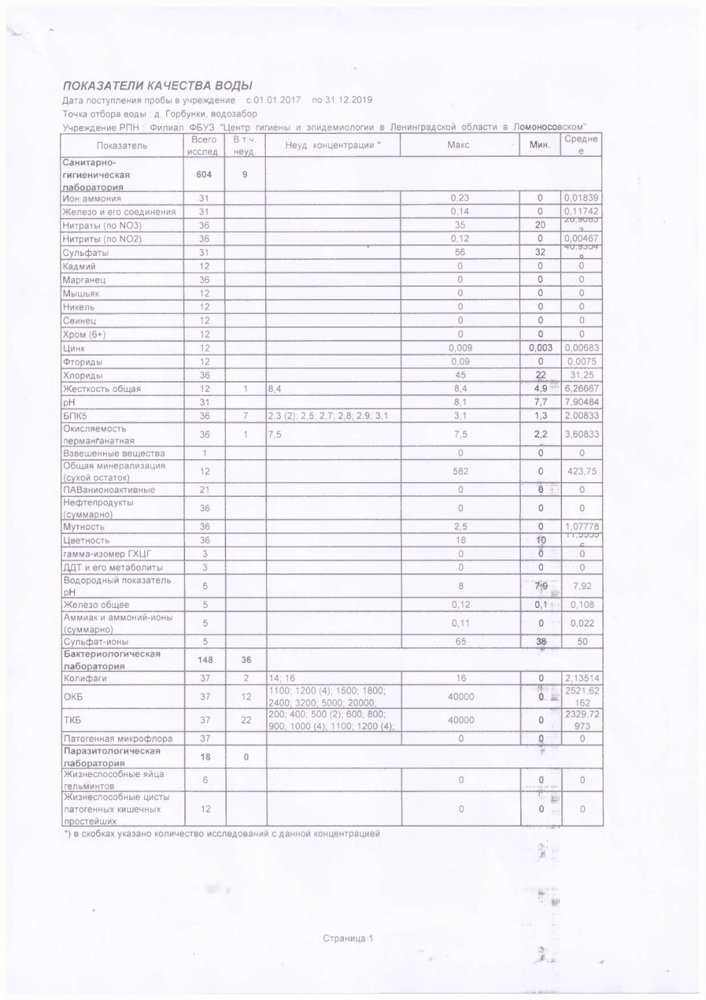 ПОКАЗАТЕЛИ КАЧЕСТВА ВОДЫ
Дата поступления пробы в учреждение с 01.01.2017 по 31.12.2019
Точка отбора воды : д. Горбунки, водозабор
Учреждение РПН : Филиал ФБУЗ "Центр гигиены и эпидемиологии в Ленинградской области в Ломоносовском"
Показатель Всего исслед. В т.ч. неуд. Неуд. концентрации * Макс. Мин. Среднее
Санитарно-
гигиеническая 604 9
лаборатория
Ион аммония 31 0,23 0 0,01839
Железо и его соединения 31 0,14 0 0,11742
Нитраты (по NO3) 36 35 20
Нитриты (по NO2) 36 0,12 0 0,00467
Сульфаты 31 56 32
Кадмий 12 0 0 0
Марганец 36 0 0 0
Мышьяк 12 0 0 0
Никель 12 0 0 0
Свинец 12 0 0 0
Хром (6+) 12 0 0 0
Цинк 12 0,009 0,003 0,00683
Фториды 12 0,09 0 0,0075
Хлориды 36 45 22 31,25
Жесткость общая 12 1 8,4 8,4 4,9 6,26667
pH 31 8,1 7,7 7,90484
БПК5 36 7 2,3 (2); 2,5; 2,7; 2,8; 2,9; 3,1 3,1 1,3 2,00833
Окисляемость
перманганатная 36 1 7,5 7,5 2,2 3,60833
Взвешенные вещества 1 0 0 0
Общая минерализация
(сухой остаток) 12 582 0 423,75
ПАВанионоактивные 21 0 0 0
Нефтепродукты
(суммарно) 36 0 0 0
Мутность 36 2,5 0 1,07778
Цветность 36 18 10
гамма-изомер ГХЦГ 3 0 0 0
ДДТ и его метаболиты 3 0 0 0
Водородный показатель
pH 5 8 7,9 7,92
Железо общее 5 0,12 0,1 0,108
Аммиак и аммоний-ионы
(суммарно) 5 0,11 0 0,022
Сульфат-ионы 5 65 38 50
Бактериологическая
лаборатория 148 36
Колифаги 37 2 14; 16 16 0 2,13514
ОКБ 37 12 1100; 1200 (4); 1500; 1800; 40000 0 2521,62
2400; 3200; 5000; 20000; 162
ТКБ 37 22 200; 400; 500 (2); 600; 800; 40000 0 2329,72
900; 1000 (4); 1100; 1200 (4); 973
Патогенная микрофлора 37 0 0 0
Паразитологическая
лаборатория 18 0
Жизнеспособные яйца
гельминтов 6 0 0 0
Жизнеспособные цисты
патогенных кишечных 12 0 0 0
простейших
*) в скобках указано количество исследований с данной концентрацией
Страница 1